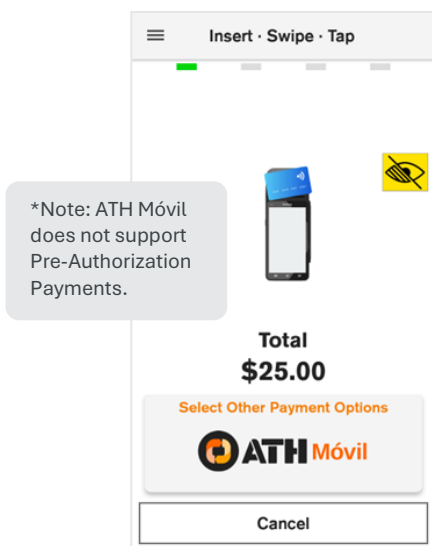 Insert · Swipe · Tap
*Note: ATH Móvil
does not support
Pre-Authorization
Payments.
Total
$25.00
Select Other Payment Options
ATH Móvil
Cancel